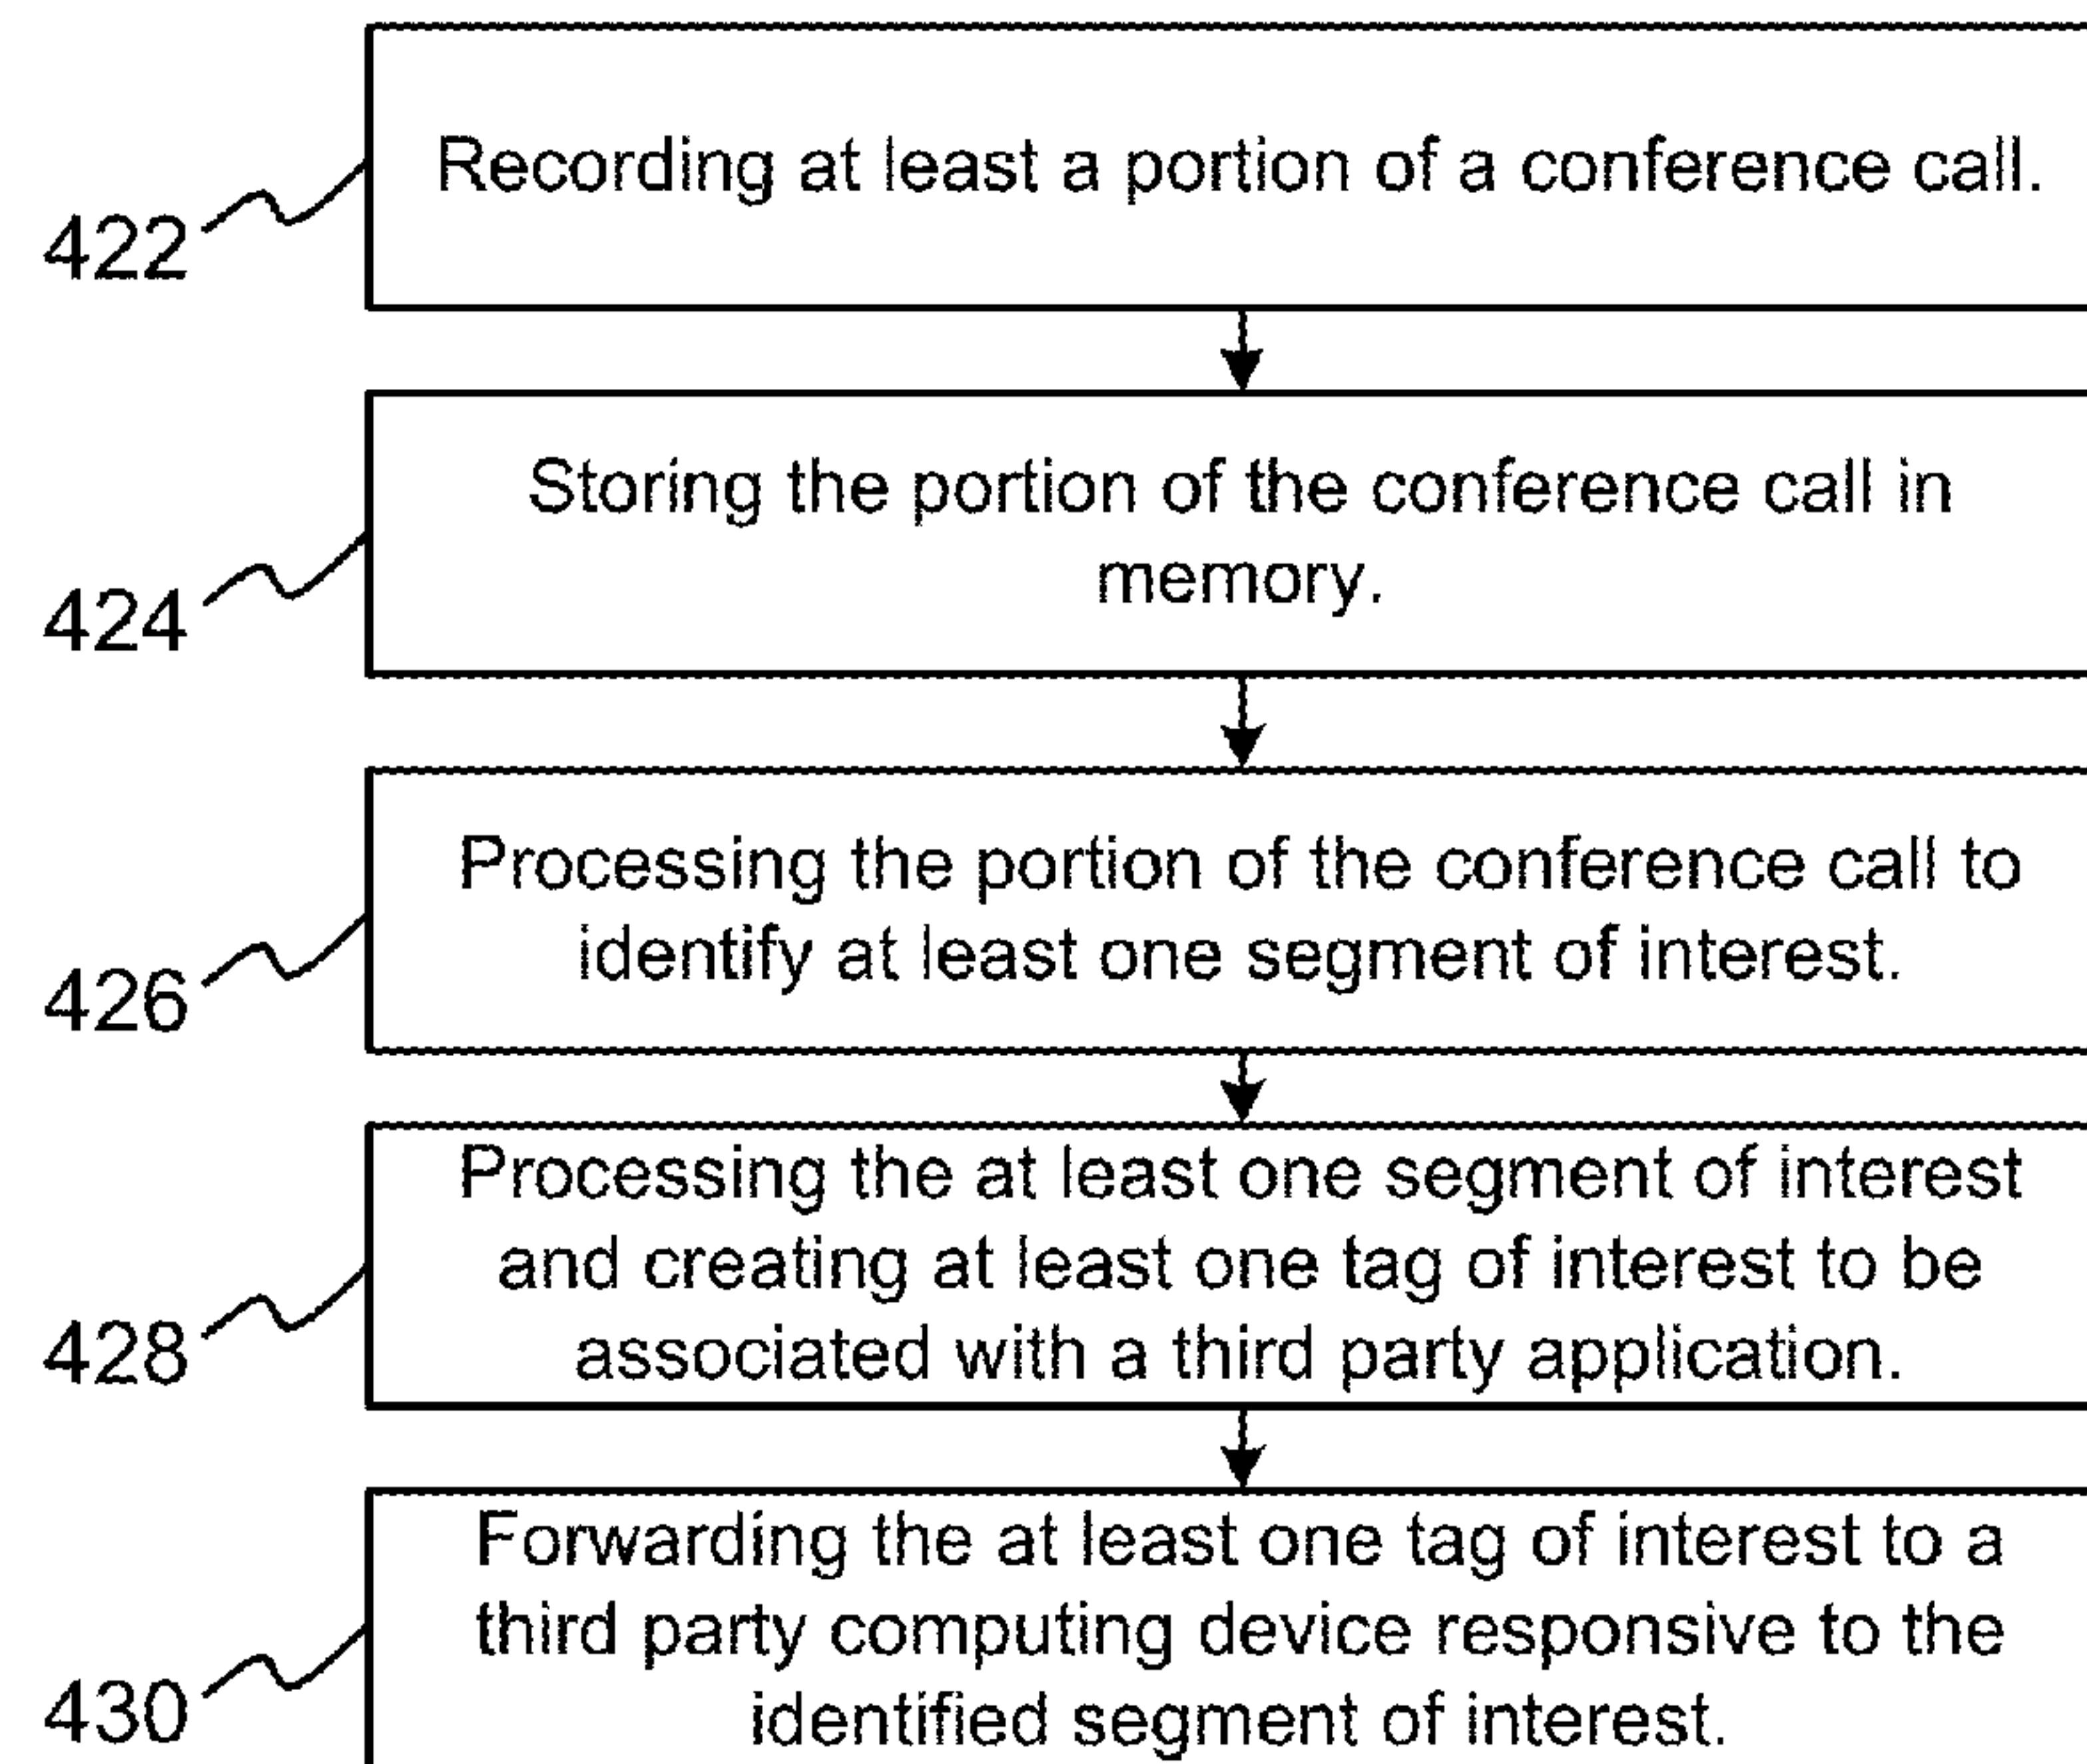 Recording at least a portion of a conference call.
422
Storing the portion of the conference call in
memory.
424
Processing the portion of the conference call to
identify at least one segment of interest.
426
Processing the at least one segment of interest
and creating at least one tag of interest to be
associated with a third party application.
428
Forwarding the at least one tag of interest to a
third party computing device responsive to the
identified segment of interest.
430